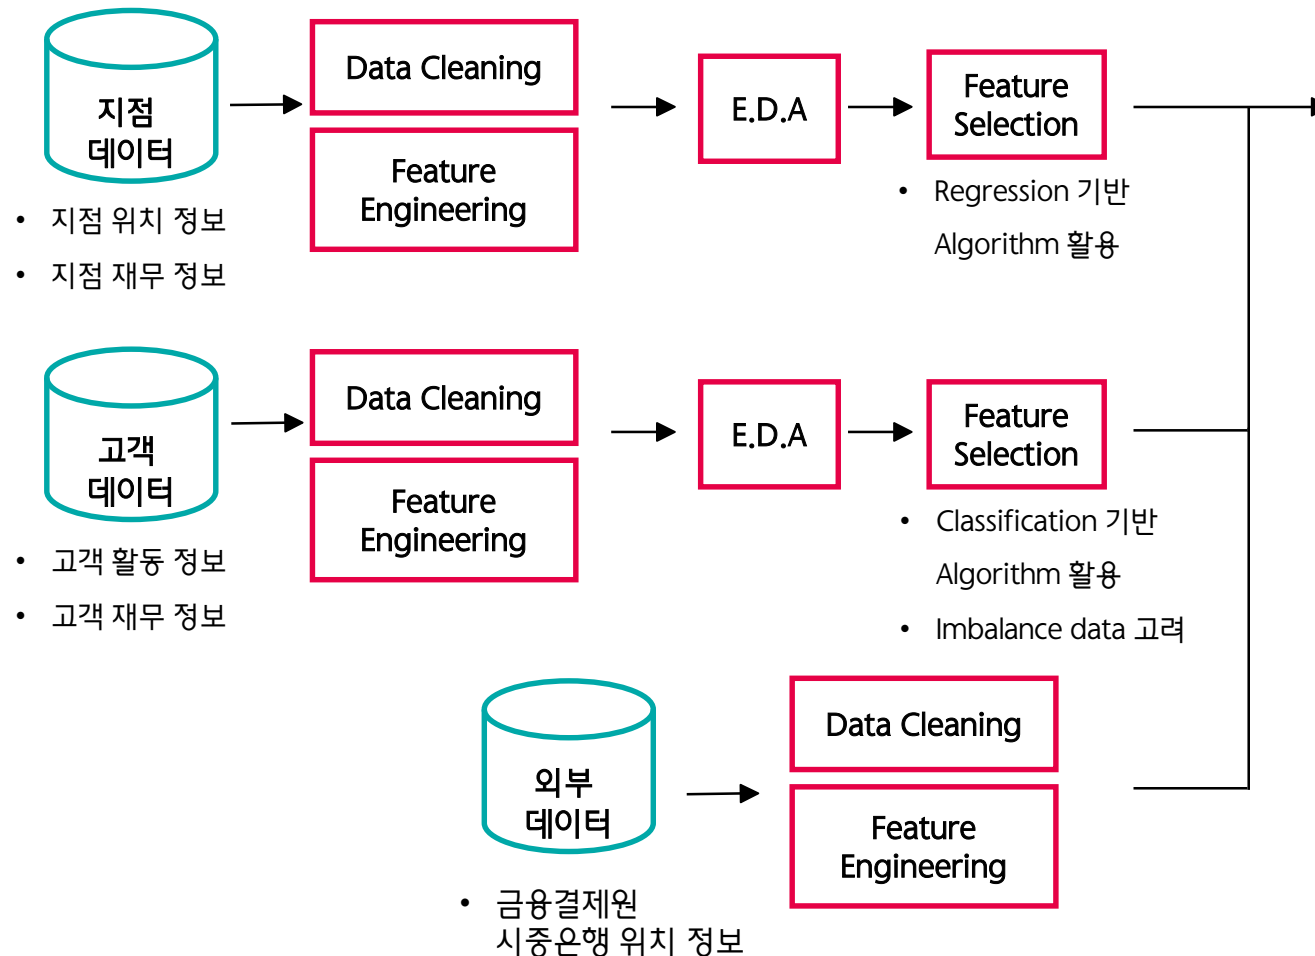 지점
데이터
Data Cleaning
Feature
Engineering
E.D.A
Feature
Selection
• 지점 위치 정보
• 지점 재무 정보
• Regression 기반
Algorithm 활용
고객
데이터
Data Cleaning
Feature
Engineering
E.D.A
Feature
Selection
• 고객 활동 정보
• 고객 재무 정보
• Classification 기반
Algorithm 활용
• Imbalance data 고려
외부
데이터
Data Cleaning
Feature
Engineering
• 금융결제원
시중은행 위치 정보